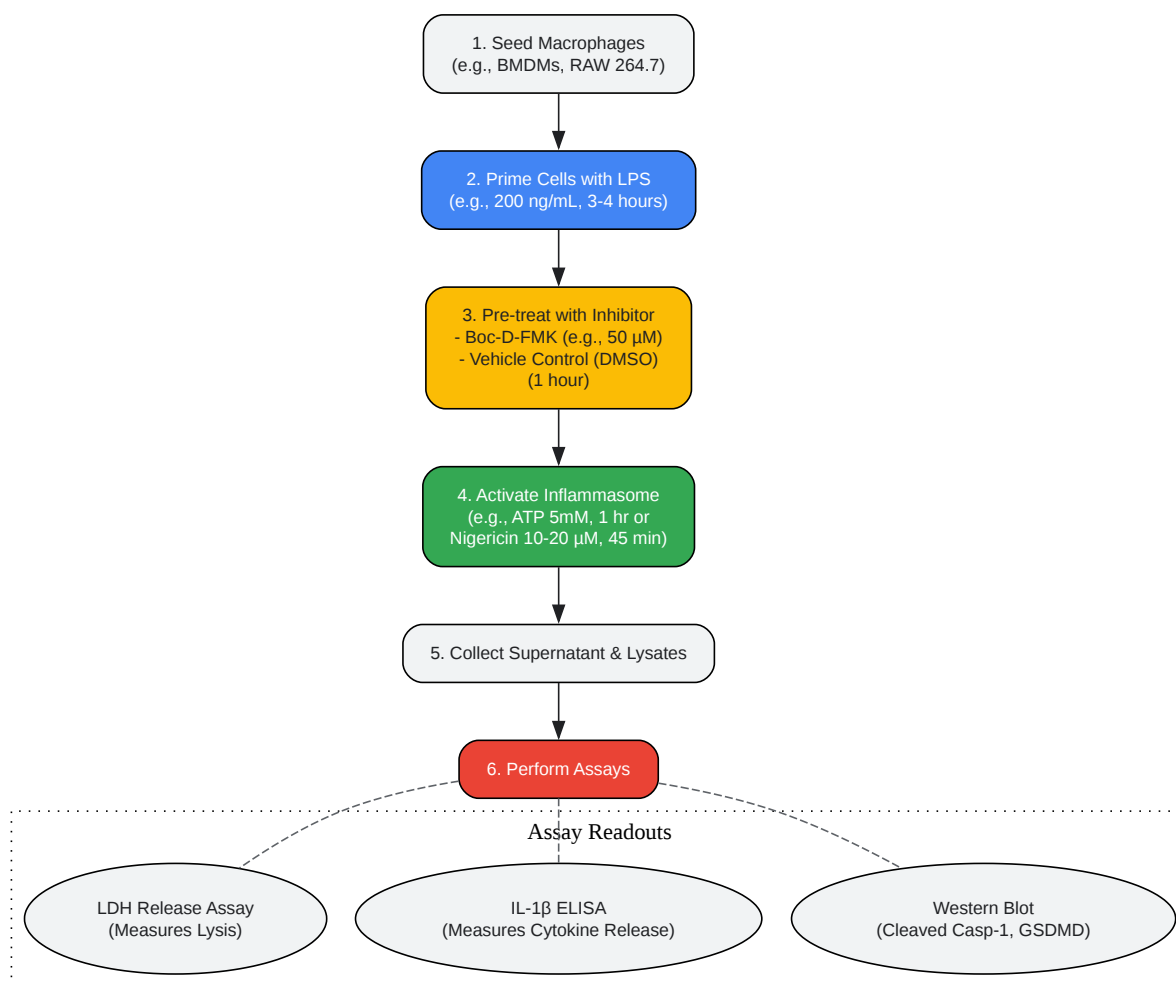 1. Seed Macrophages
(e.g., BMDMs, RAW 264.7)
2. Prime Cells with LPS
(e.g., 200 ng/mL, 3-4 hours)
3. Pre-treat with Inhibitor
- Boc-D-FMK (e.g., 50 µM)
- Vehicle Control (DMSO)
(1 hour)
4. Activate Inflammasome
(e.g., ATP 5mM, 1 hr or
Nigericin 10-20 µM, 45 min)
5. Collect Supernatant & Lysates
6. Perform Assays
Assay Readouts
LDH Release Assay
(Measures Lysis)
IL-1β ELISA
(Measures Cytokine Release)
Western Blot
(Cleaved Casp-1, GSDMD)